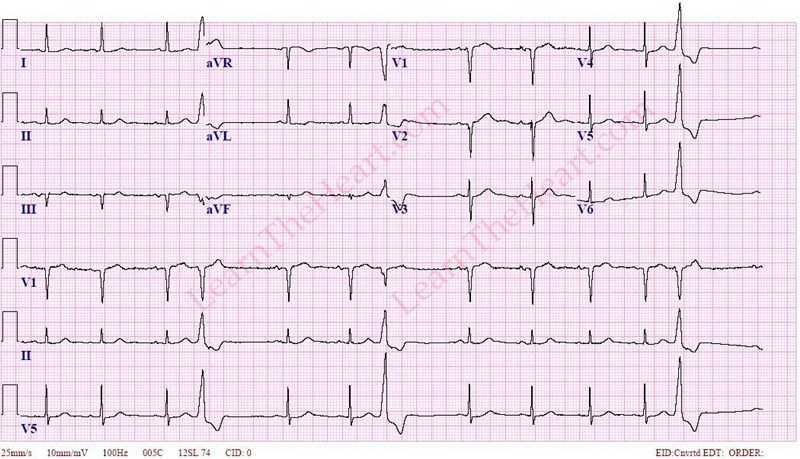 I aVR V1 V4
II aVL V2 V5
III aVF V3 V6
V1
II
V5
LearnTheHeart.com LearnTheHeart.com
25mm/s 10mm/mV 100Hz 005C 12SL 74 CID: 0 EID:Cnvrtd EDT: ORDER: